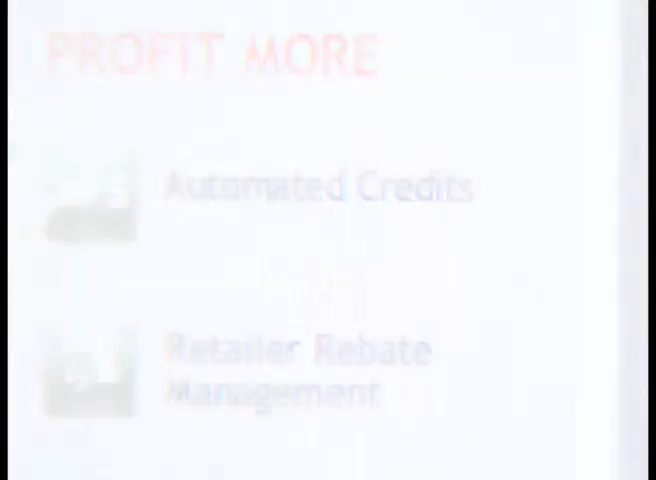 PROFIT MORE
Automated Credits
Retailer Rebate
Management